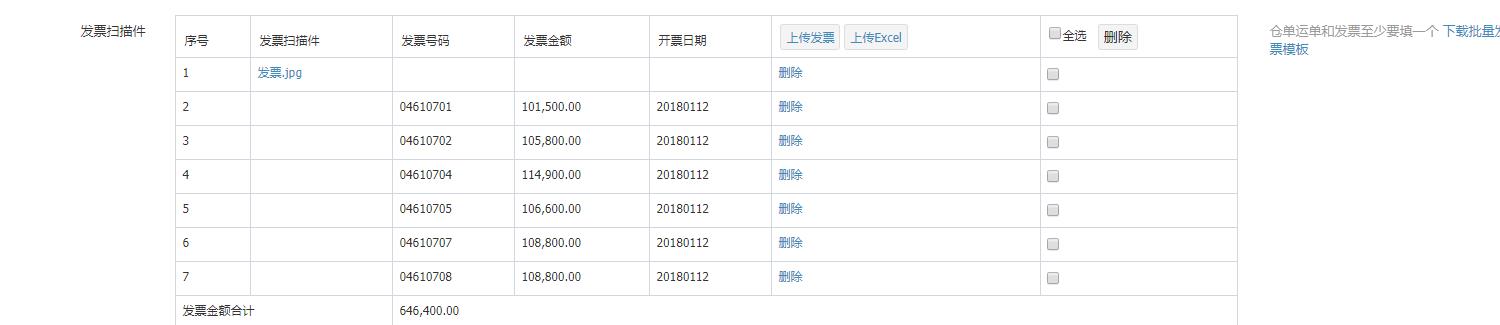 发票扫描件
序号 发票扫描件 发票号码 发票金额 开票日期 上传发票 上传Excel 全选 删除
1 发票.jpg 删除
2 04610701 101,500.00 20180112 删除
3 04610702 105,800.00 20180112 删除
4 04610704 114,900.00 20180112 删除
5 04610705 106,600.00 20180112 删除
6 04610707 108,800.00 20180112 删除
7 04610708 108,800.00 20180112 删除
发票金额合计 646,400.00
仓单运单和发票至少要填一个 下载批量
票模板